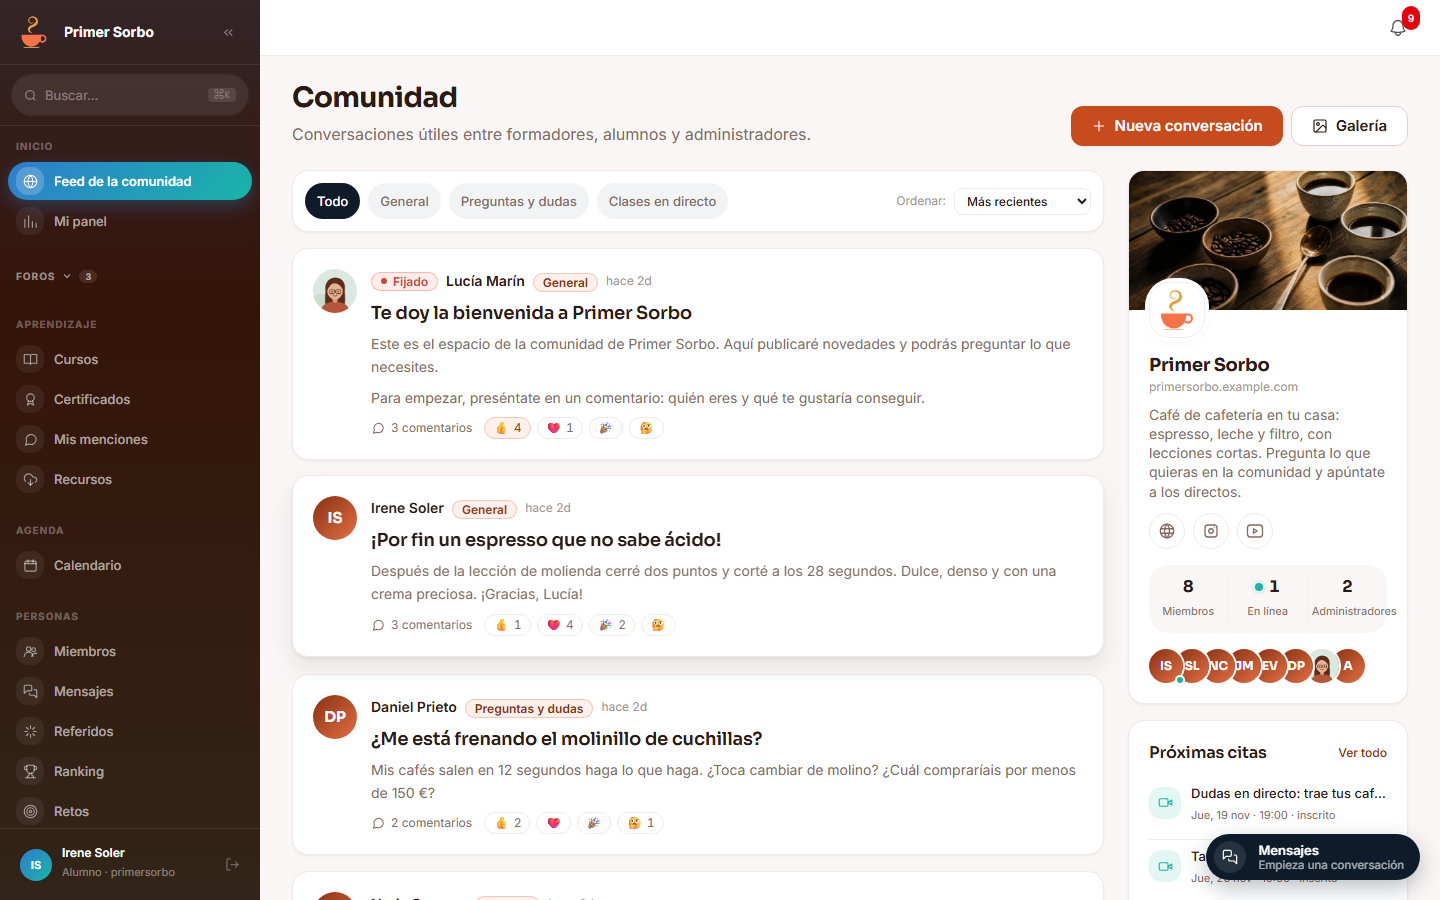 Primer Sorbo
Buscar...
⌘K
INICIO
Feed de la comunidad
Mi panel
FOROS 3
APRENDIZAJE
Cursos
Certificados
Mis menciones
Recursos
AGENDA
Calendario
PERSONAS
Miembros
Mensajes
Referidos
Ranking
Retos
IS
Irene Soler
Alumno · primersorbo
9
Comunidad
Conversaciones útiles entre formadores, alumnos y administradores.
+ Nueva conversación
Galería
Todo
General
Preguntas y dudas
Clases en directo
Ordenar: Más recientes
Fijado Lucía Marín General hace 2d
Te doy la bienvenida a Primer Sorbo
Este es el espacio de la comunidad de Primer Sorbo. Aquí publicaré novedades y podrás preguntar lo que
necesites.
Para empezar, preséntate en un comentario: quién eres y qué te gustaría conseguir.
3 comentarios 👍 4 ❤️ 1 🎉 🤔
IS
Irene Soler General hace 2d
¡Por fin un espresso que no sabe ácido!
Después de la lección de molienda cerré dos puntos y corté a los 28 segundos. Dulce, denso y con una
crema preciosa. ¡Gracias, Lucía!
3 comentarios 👍 1 ❤️ 4 🎉 2 🤔
DP
Daniel Prieto Preguntas y dudas hace 2d
¿Me está frenando el molinillo de cuchillas?
Mis cafés salen en 12 segundos haga lo que haga. ¿Toca cambiar de molino? ¿Cuál compraríais por menos
de 150 €?
2 comentarios 👍 2 ❤️ 🎉 🤔 1
Primer Sorbo
primersorbo.example.com
Café de cafetería en tu casa:
espresso, leche y filtro, con
lecciones cortas. Pregunta lo que
quieras en la comunidad y apúntate
a los directos.
8 1 2
Miembros En línea Administradores
IS SL NC JM EV DP A
Próximas citas Ver todo
Dudas en directo: trae tus caf...
Jue, 19 nov · 19:00 · inscrito
Mensajes
Empieza una conversación